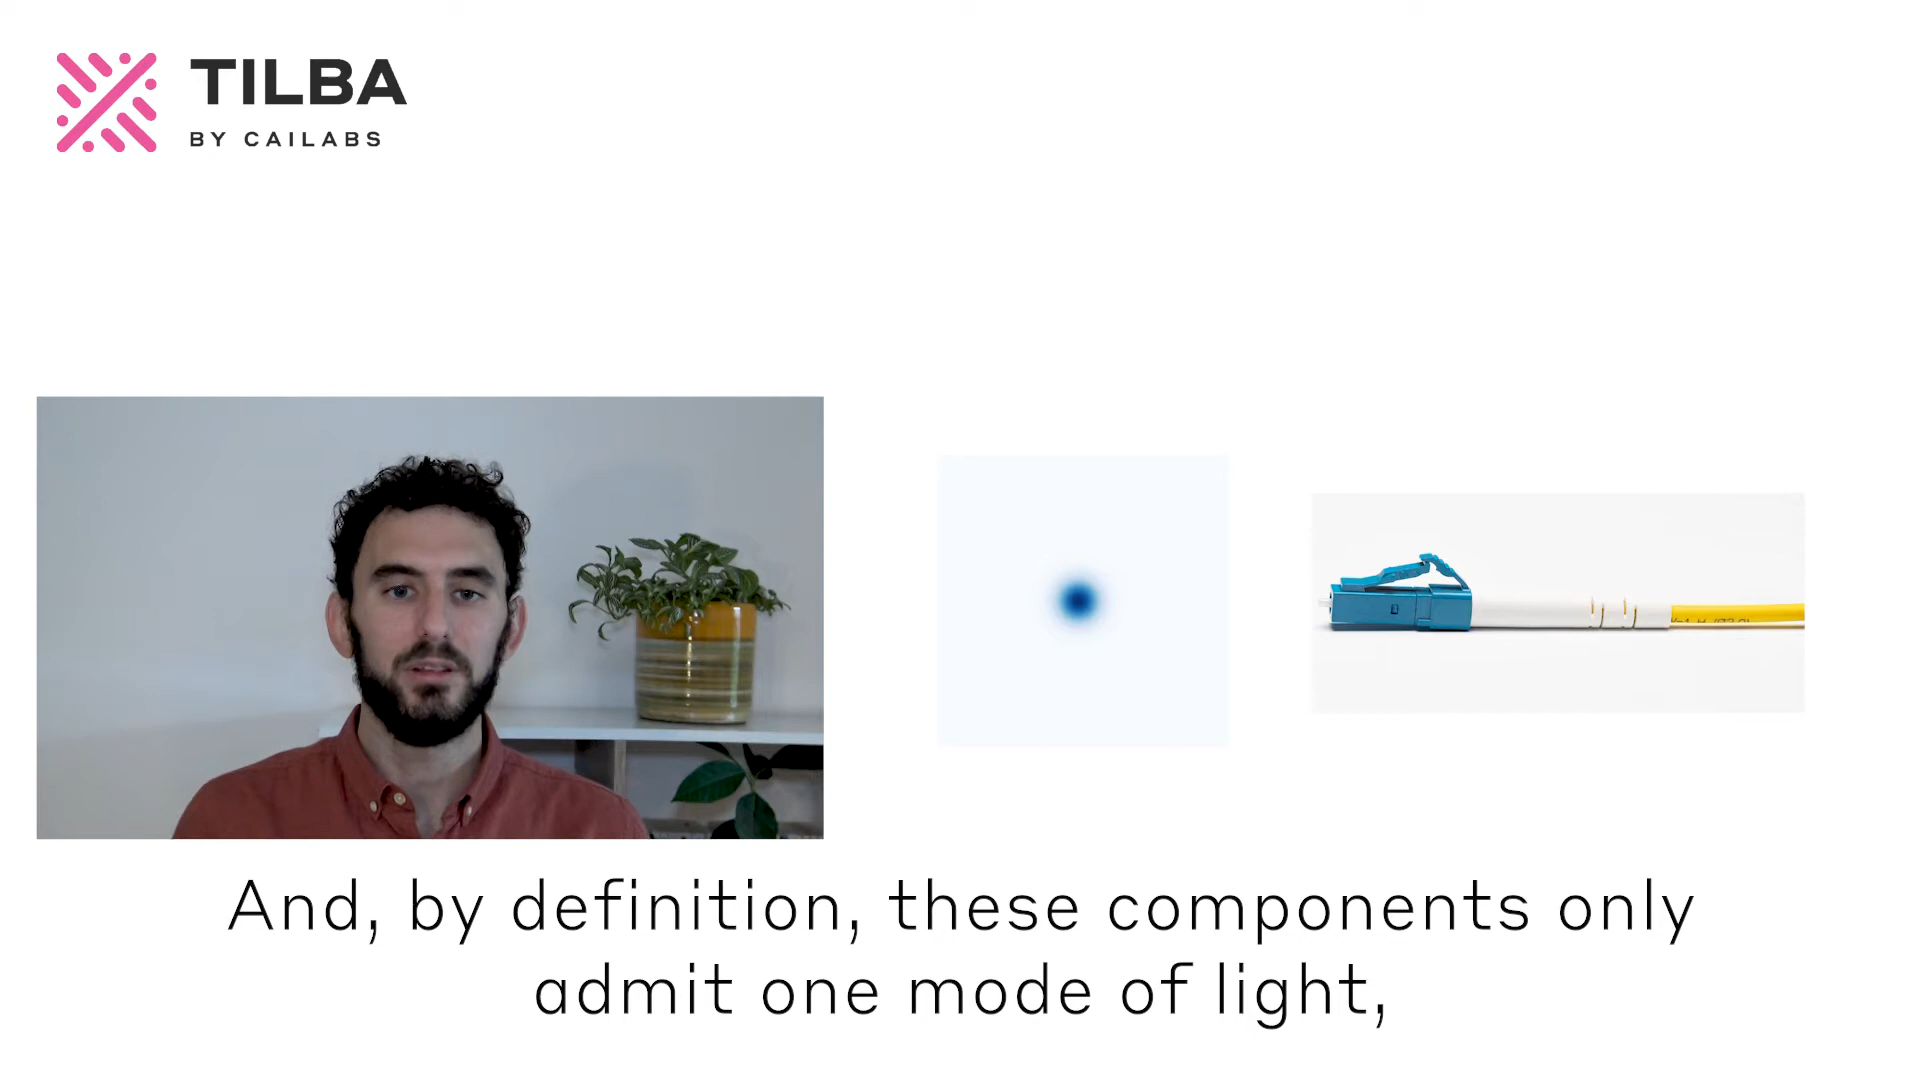 TILBA
BY CAILABS
And, by definition, these components only
admit one mode of light,